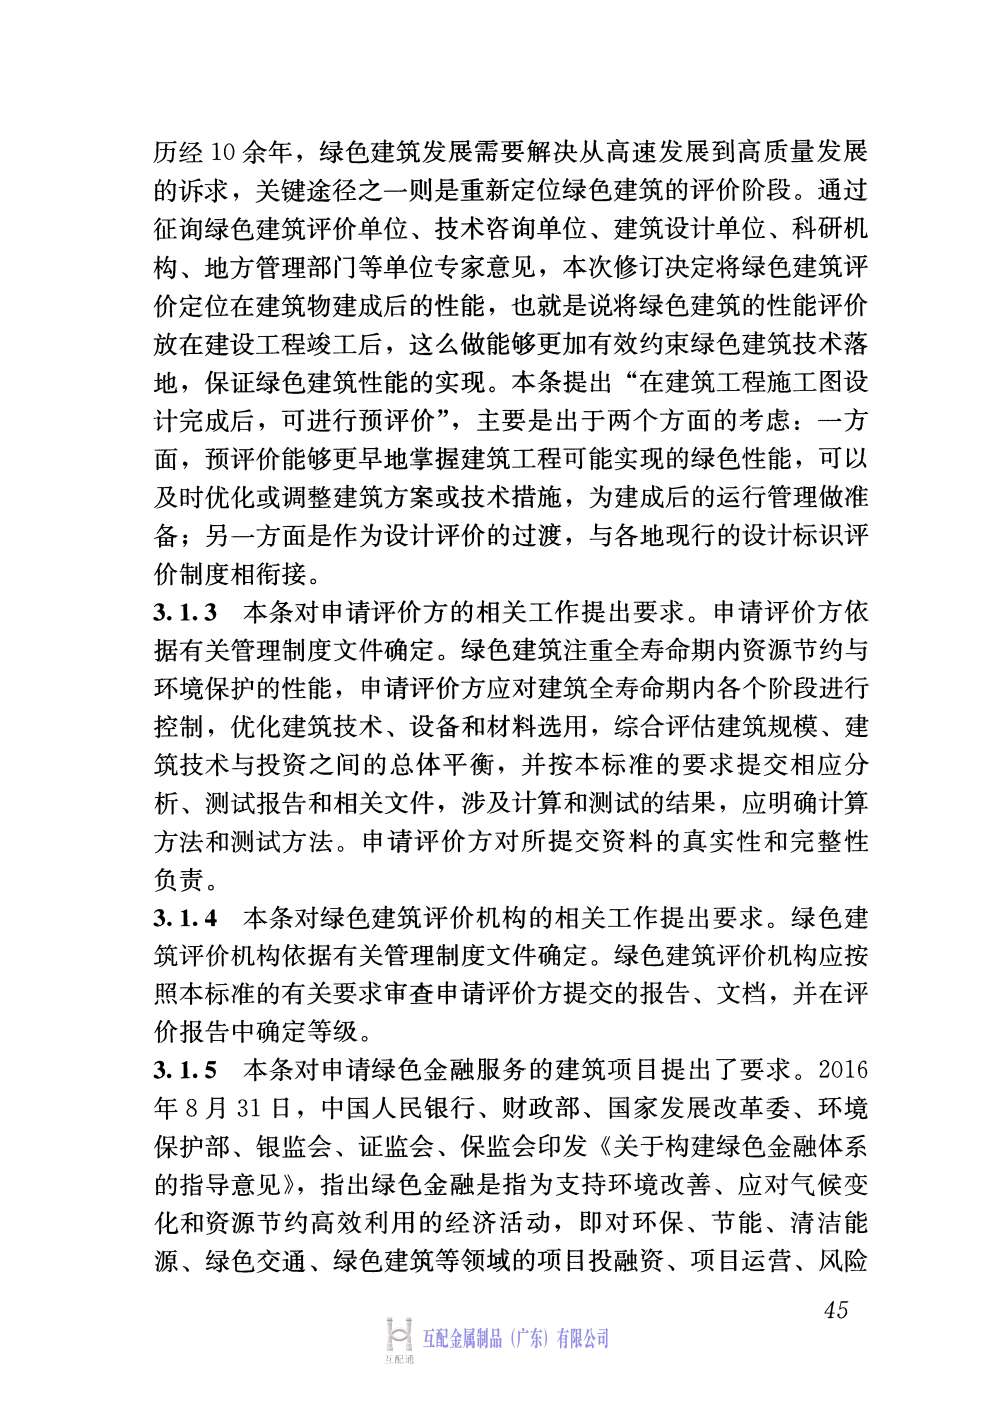 历经 10 余年，绿色建筑发展需要解决从高速发展到高质量发展
的诉求，关键途径之一则是重新定位绿色建筑的评价阶段。通过
征询绿色建筑评价单位、技术咨询单位、建筑设计单位、科研机
构、地方管理部门等单位专家意见，本次修订决定将绿色建筑评
价定位在建筑物建成后的性能，也就是说将绿色建筑的性能评价
放在建设工程竣工后，这么做能够更加有效约束绿色建筑技术落
地，保证绿色建筑性能的实现。本条提出“在建筑工程施工图设
计完成后，可进行预评价”，主要是出于两个方面的考虑：一方
面，预评价能够更早地掌握建筑工程可能实现的绿色性能，可以
及时优化或调整建筑方案或技术措施，为建成后的运行管理做准
备；另一方面是作为设计评价的过渡，与各地现行的设计标识评
价制度相衔接。
3.1.3 本条对申请评价方的相关工作提出要求。申请评价方依
据有关管理制度文件确定。绿色建筑注重全寿命期内资源节约与
环境保护的性能，申请评价方应对建筑全寿命期内各个阶段进行
控制，优化建筑技术、设备和材料选用，综合评估建筑规模、建
筑技术与投资之间的总体平衡，并按本标准的要求提交相应分
析、测试报告和相关文件，涉及计算和测试的结果，应明确计算
方法和测试方法。申请评价方对所提交资料的真实性和完整性
负责。
3.1.4 本条对绿色建筑评价机构的相关工作提出要求。绿色建
筑评价机构依据有关管理制度文件确定。绿色建筑评价机构应按
照本标准的有关要求审查申请评价方提交的报告、文档，并在评
价报告中确定等级。
3.1.5 本条对申请绿色金融服务的建筑项目提出了要求。2016
年 8 月 31 日，中国人民银行、财政部、国家发展改革委、环境
保护部、银监会、证监会、保监会印发《关于构建绿色金融体系
的指导意见》，指出绿色金融是指为支持环境改善、应对气候变
化和资源节约高效利用的经济活动，即对环保、节能、清洁能
源、绿色交通、绿色建筑等领域的项目投融资、项目运营、风险
45
互配金属制品（广东）有限公司
互配通